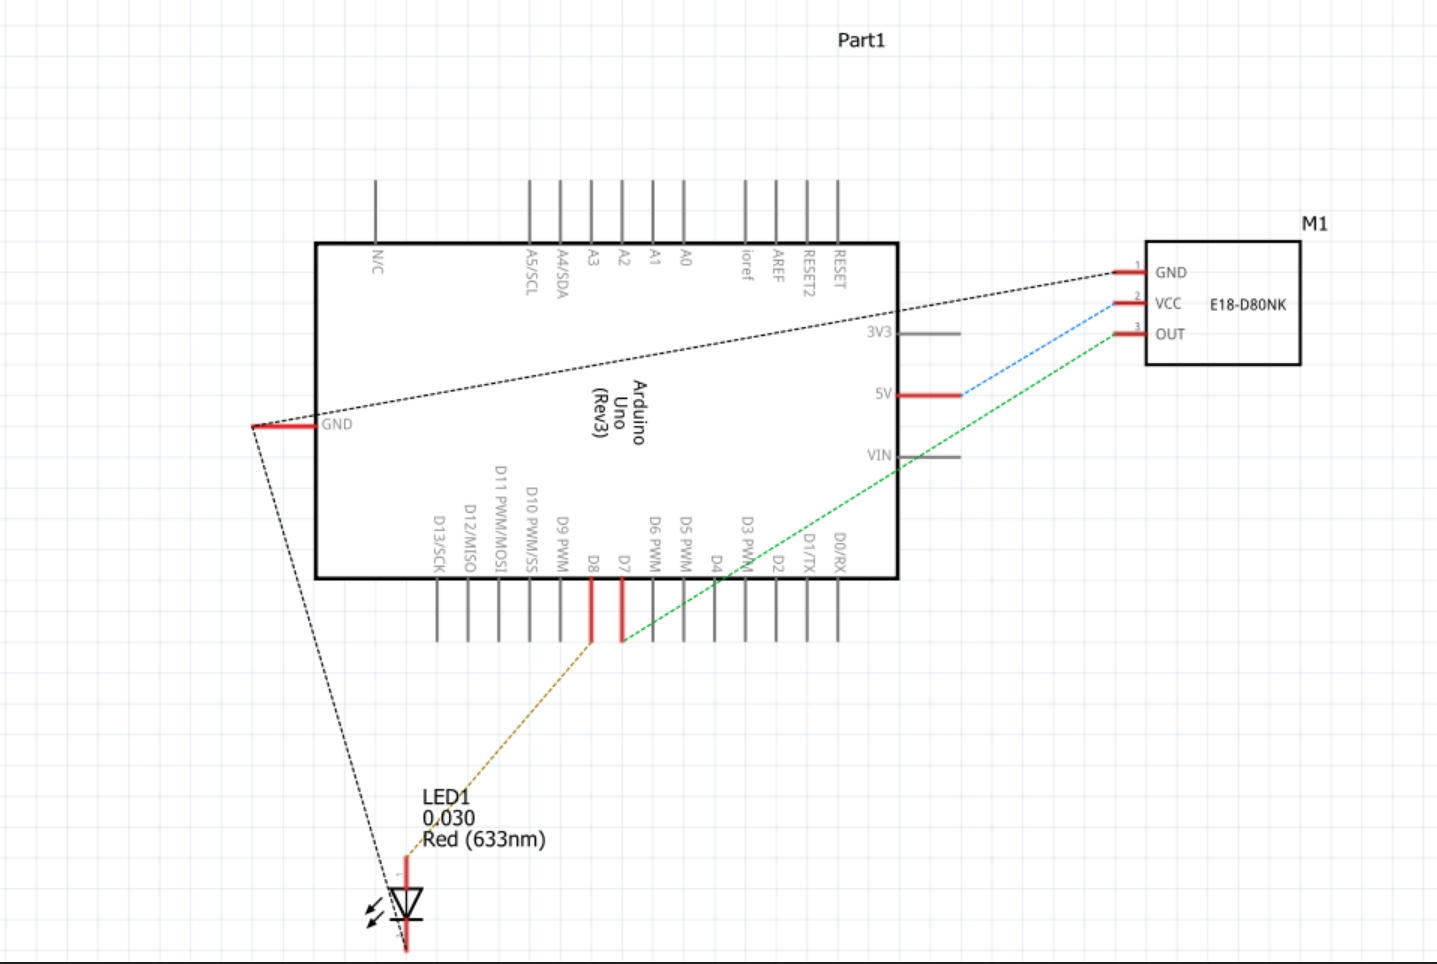 Part1
M1
N/C
A5/SCL
A4/SDA
A3
A2
A1
A0
ioref
AREF
RESET2
RESET
1
GND
2
VCC
E18-D80NK
3
OUT
3V3
5V
VIN
GND
Arduino
Uno
(Rev3)
D13/SCK
D12/MISO
D11 PWM/MOSI
D10 PWM/SS
D9 PWM
D8
D7
D6 PWM
D5 PWM
D4
D3 PWM
D2
D1/TX
D0/RX
LED1
0.030
Red (633nm)